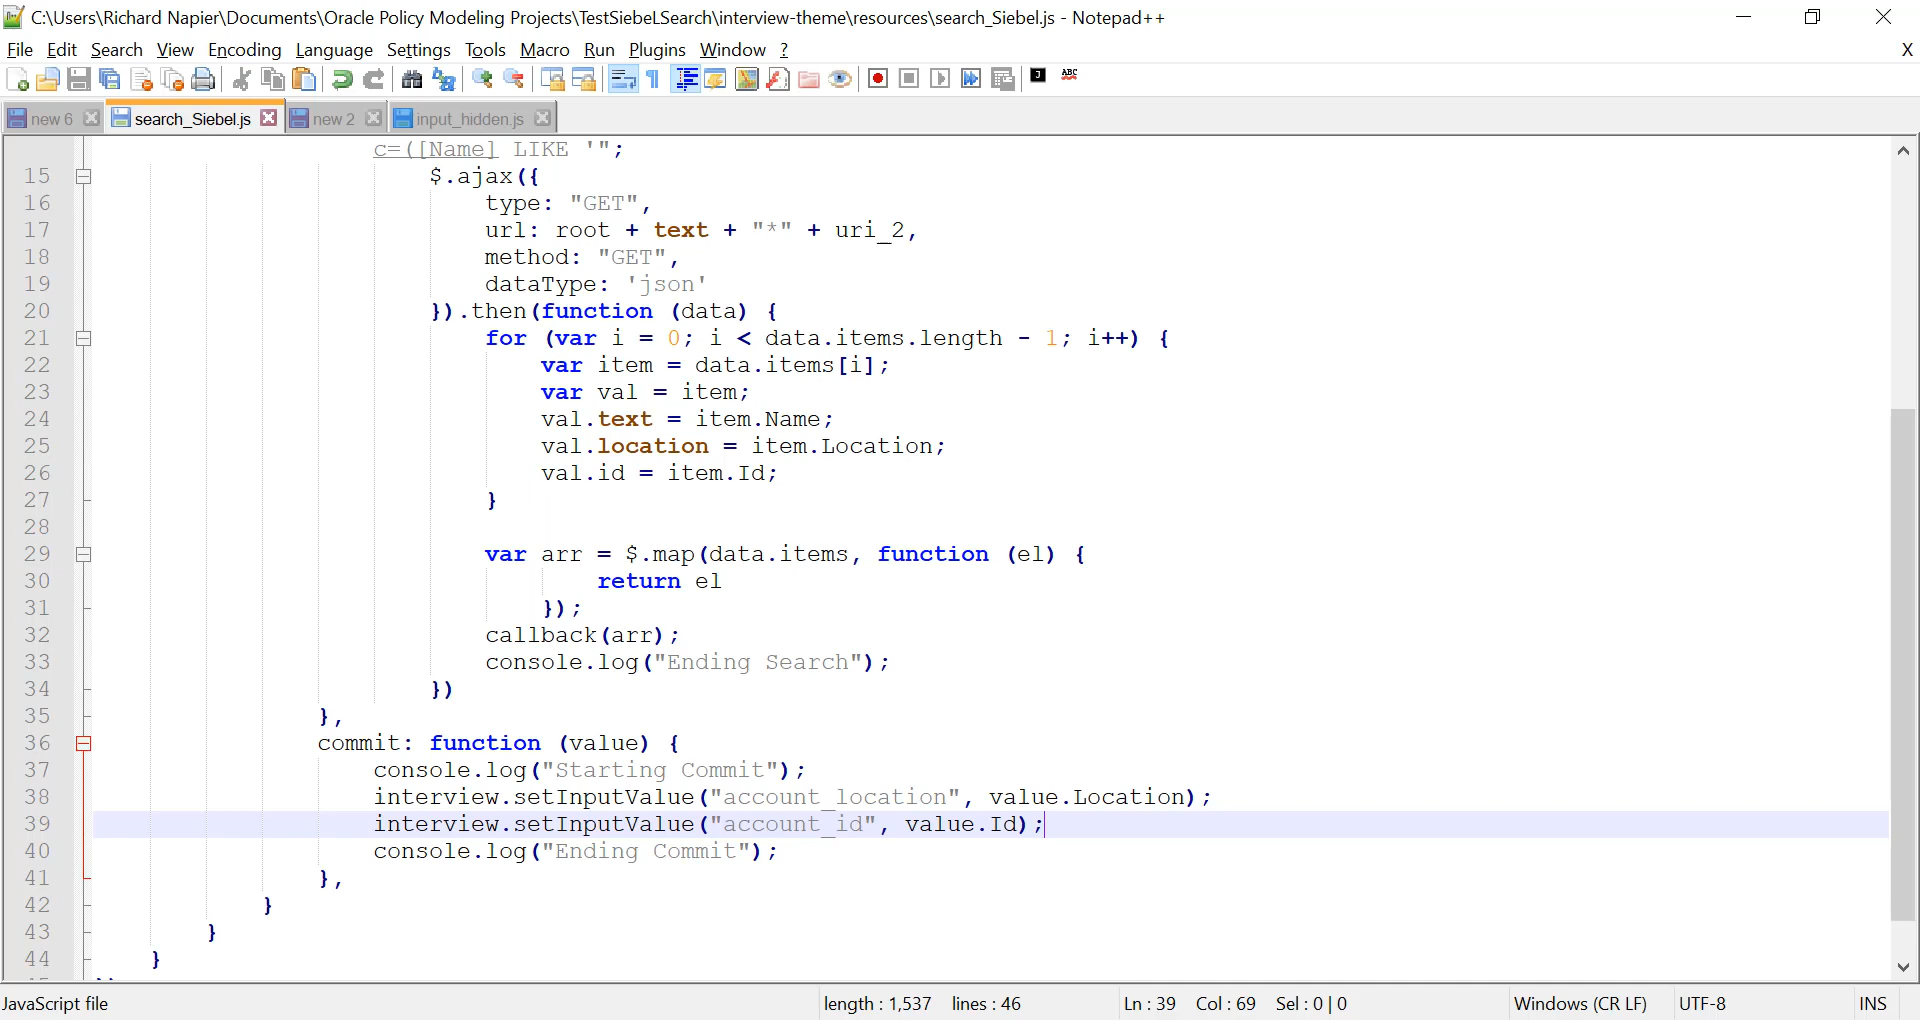 C:\Users\Richard Napier\Documents\Oracle Policy Modeling Projects\TestSiebeLSearch\interview-theme\resources\search_Siebel.js - Notepad++
File Edit Search View Encoding Language Settings Tools Macro Run Plugins Window ? X
new 6 search_Siebel.js new 2 input_hidden.js
c=([Name] LIKE '";
15 $.ajax({
16 type: "GET",
17 url: root + text + "*" + uri_2,
18 method: "GET",
19 dataType: 'json'
20 }).then(function (data) {
21 for (var i = 0; i < data.items.length - 1; i++) {
22 var item = data.items[i];
23 var val = item;
24 val.text = item.Name;
25 val.location = item.Location;
26 val.id = item.Id;
27 }
28
29 var arr = $.map(data.items, function (el) {
30 return el
31 });
32 callback(arr);
33 console.log("Ending Search");
34 })
35 },
36 commit: function (value) {
37 console.log("Starting Commit");
38 interview.setInputValue("account_location", value.Location);
39 interview.setInputValue("account_id", value.Id);
40 console.log("Ending Commit");
41 },
42 }
43 }
44 }
JavaScript file length : 1,537 lines : 46 Ln : 39 Col : 69 Sel : 0 | 0 Windows (CR LF) UTF-8 INS